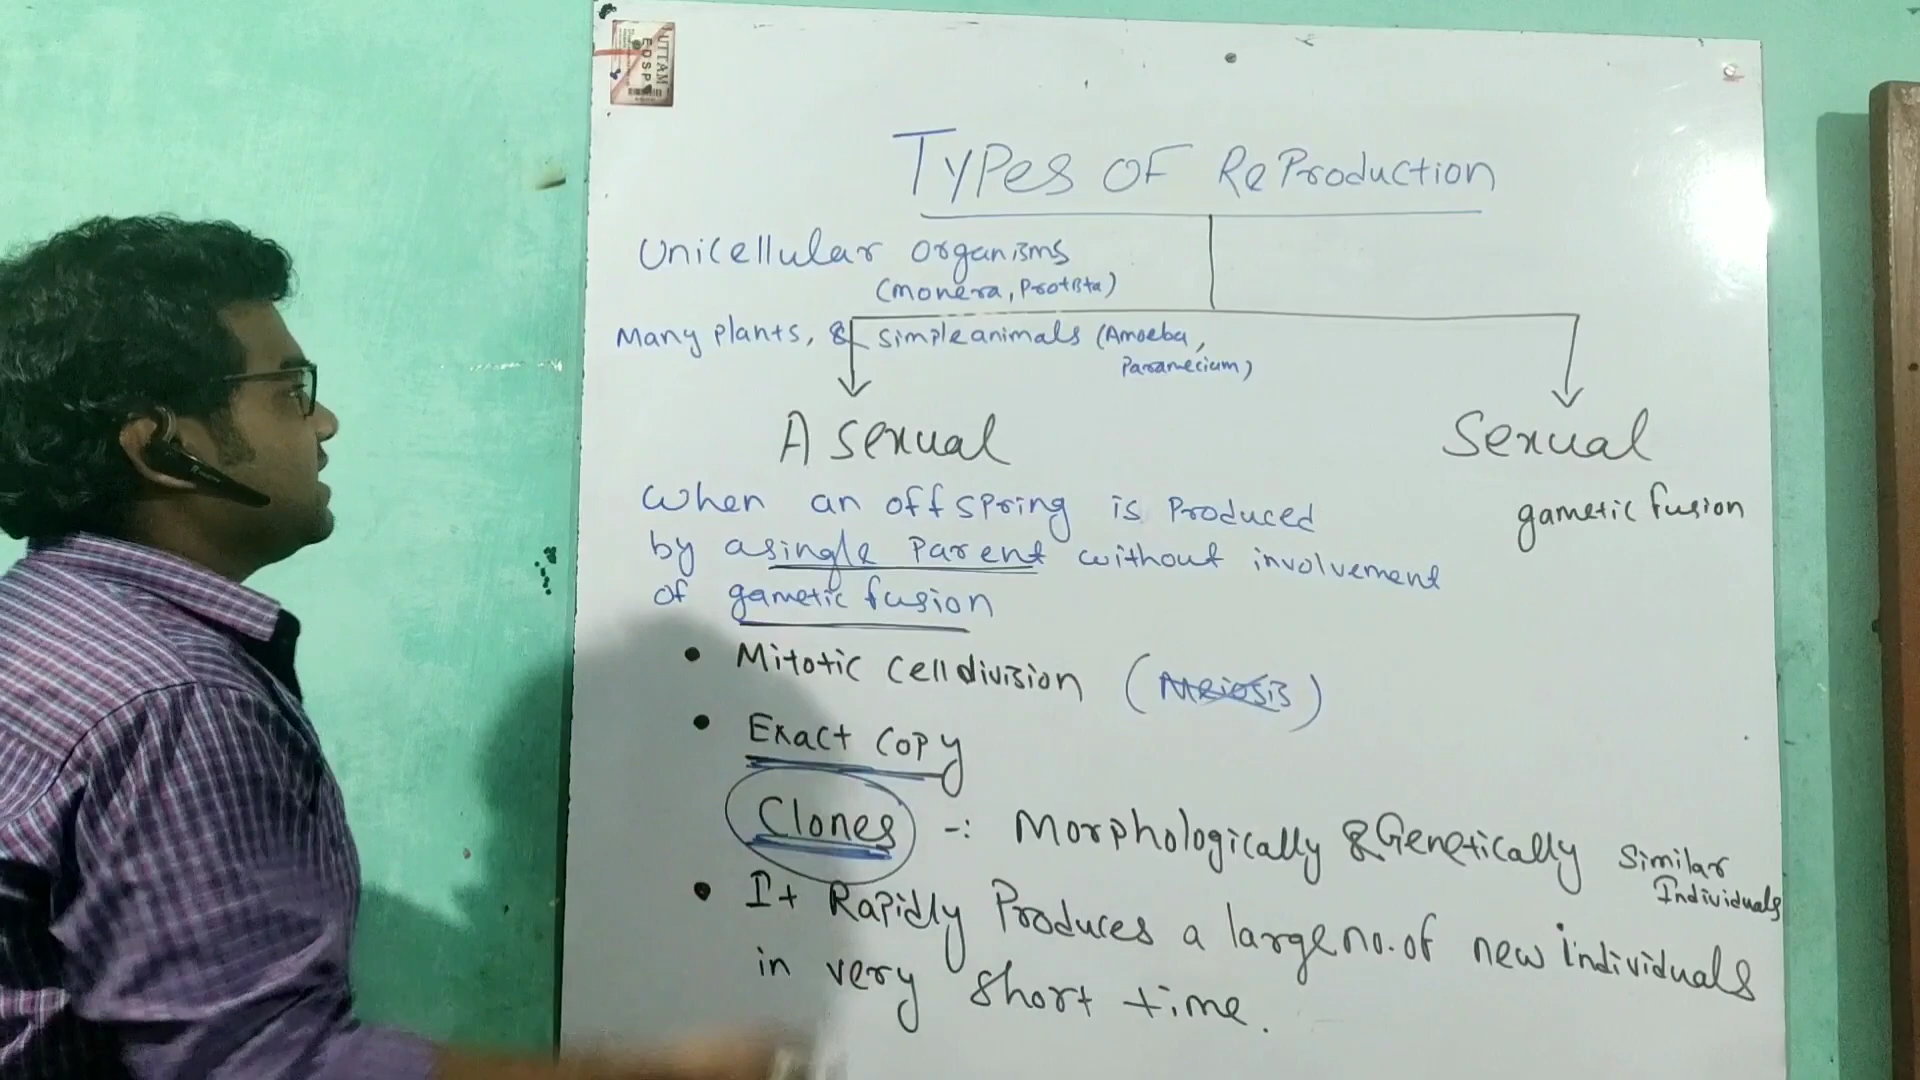 UTTAM
Types of Reproduction
Unicellular organisms
(Monera, Protista)
Many plants, & simple animals (Amoeba,
Paramecium)
Asexual
Sexual
When an offspring is Produced
by a single Parent without involvement
of gametic fusion
gametic fusion
• Mitotic Cell division (Meiosis)
• Exact copy
Clones -: Morphologically & Genetically Similar
Individuals
• It Rapidly Produces a large no. of new individuals
in very short time.